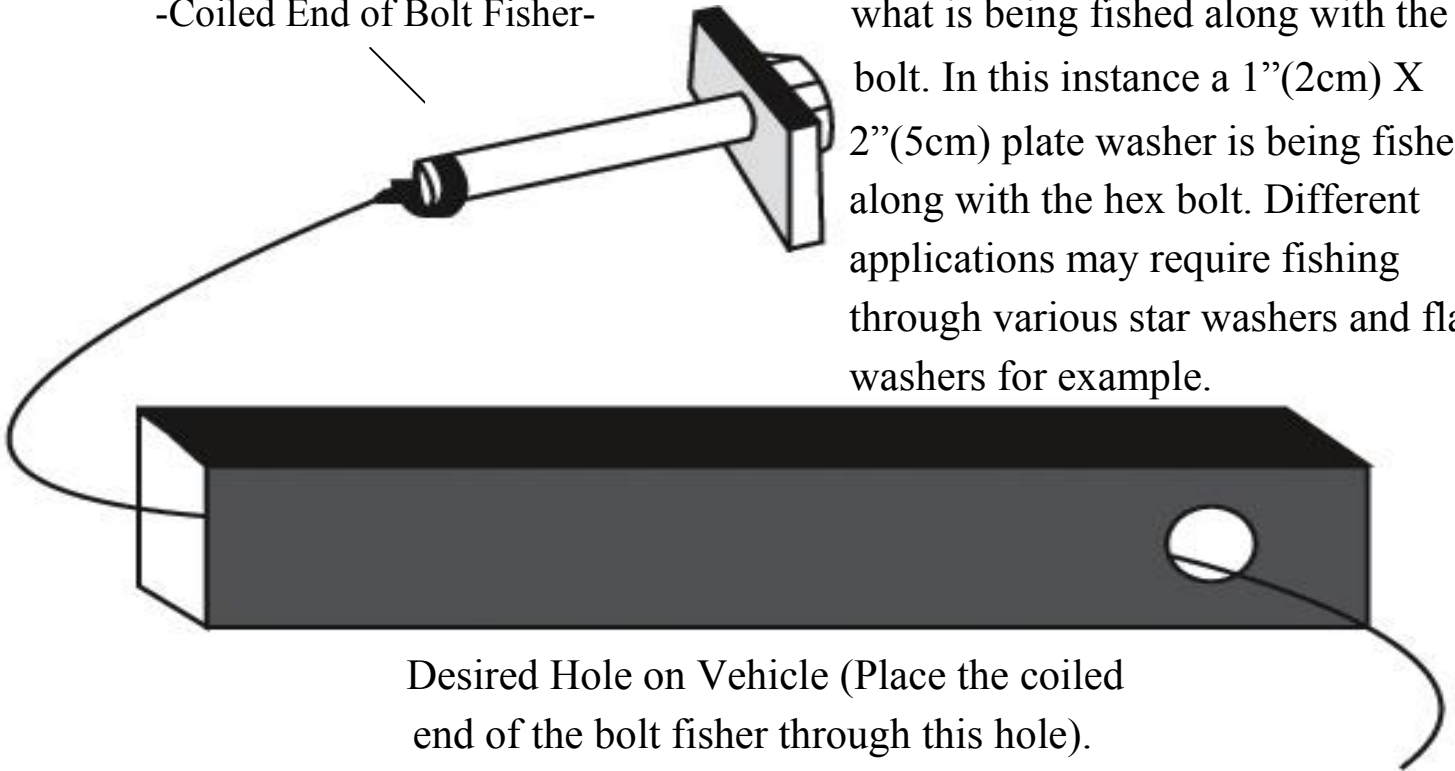 -Coiled End of Bolt Fisher-
what is being fished along with the
bolt. In this instance a 1”(2cm) X
2”(5cm) plate washer is being fishe
along with the hex bolt. Different
applications may require fishing
through various star washers and fla
washers for example.
Desired Hole on Vehicle (Place the coiled
end of the bolt fisher through this hole).